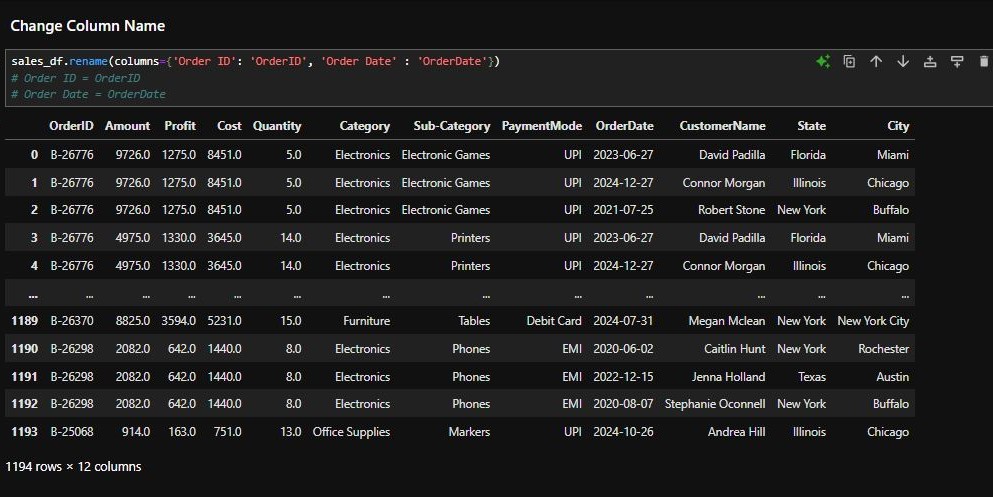 Change Column Name
sales_df.rename(columns={'Order ID': 'OrderID', 'Order Date' : 'OrderDate'})
# Order ID = OrderID
# Order Date = OrderDate
OrderID Amount Profit Cost Quantity Category Sub-Category PaymentMode OrderDate CustomerName State City
0 B-26776 9726.0 1275.0 8451.0 5.0 Electronics Electronic Games UPI 2023-06-27 David Padilla Florida Miami
1 B-26776 9726.0 1275.0 8451.0 5.0 Electronics Electronic Games UPI 2024-12-27 Connor Morgan Illinois Chicago
2 B-26776 9726.0 1275.0 8451.0 5.0 Electronics Electronic Games UPI 2021-07-25 Robert Stone New York Buffalo
3 B-26776 4975.0 1330.0 3645.0 14.0 Electronics Printers UPI 2023-06-27 David Padilla Florida Miami
4 B-26776 4975.0 1330.0 3645.0 14.0 Electronics Printers UPI 2024-12-27 Connor Morgan Illinois Chicago
... ... ... ... ... ... ... ... ... ... ... ... ...
1189 B-26370 8825.0 3594.0 5231.0 15.0 Furniture Tables Debit Card 2024-07-31 Megan Mclean New York New York City
1190 B-26298 2082.0 642.0 1440.0 8.0 Electronics Phones EMI 2020-06-02 Caitlin Hunt New York Rochester
1191 B-26298 2082.0 642.0 1440.0 8.0 Electronics Phones EMI 2022-12-15 Jenna Holland Texas Austin
1192 B-26298 2082.0 642.0 1440.0 8.0 Electronics Phones EMI 2020-08-07 Stephanie Oconnell New York Buffalo
1193 B-25068 914.0 163.0 751.0 13.0 Office Supplies Markers UPI 2024-10-26 Andrea Hill Illinois Chicago
1194 rows × 12 columns